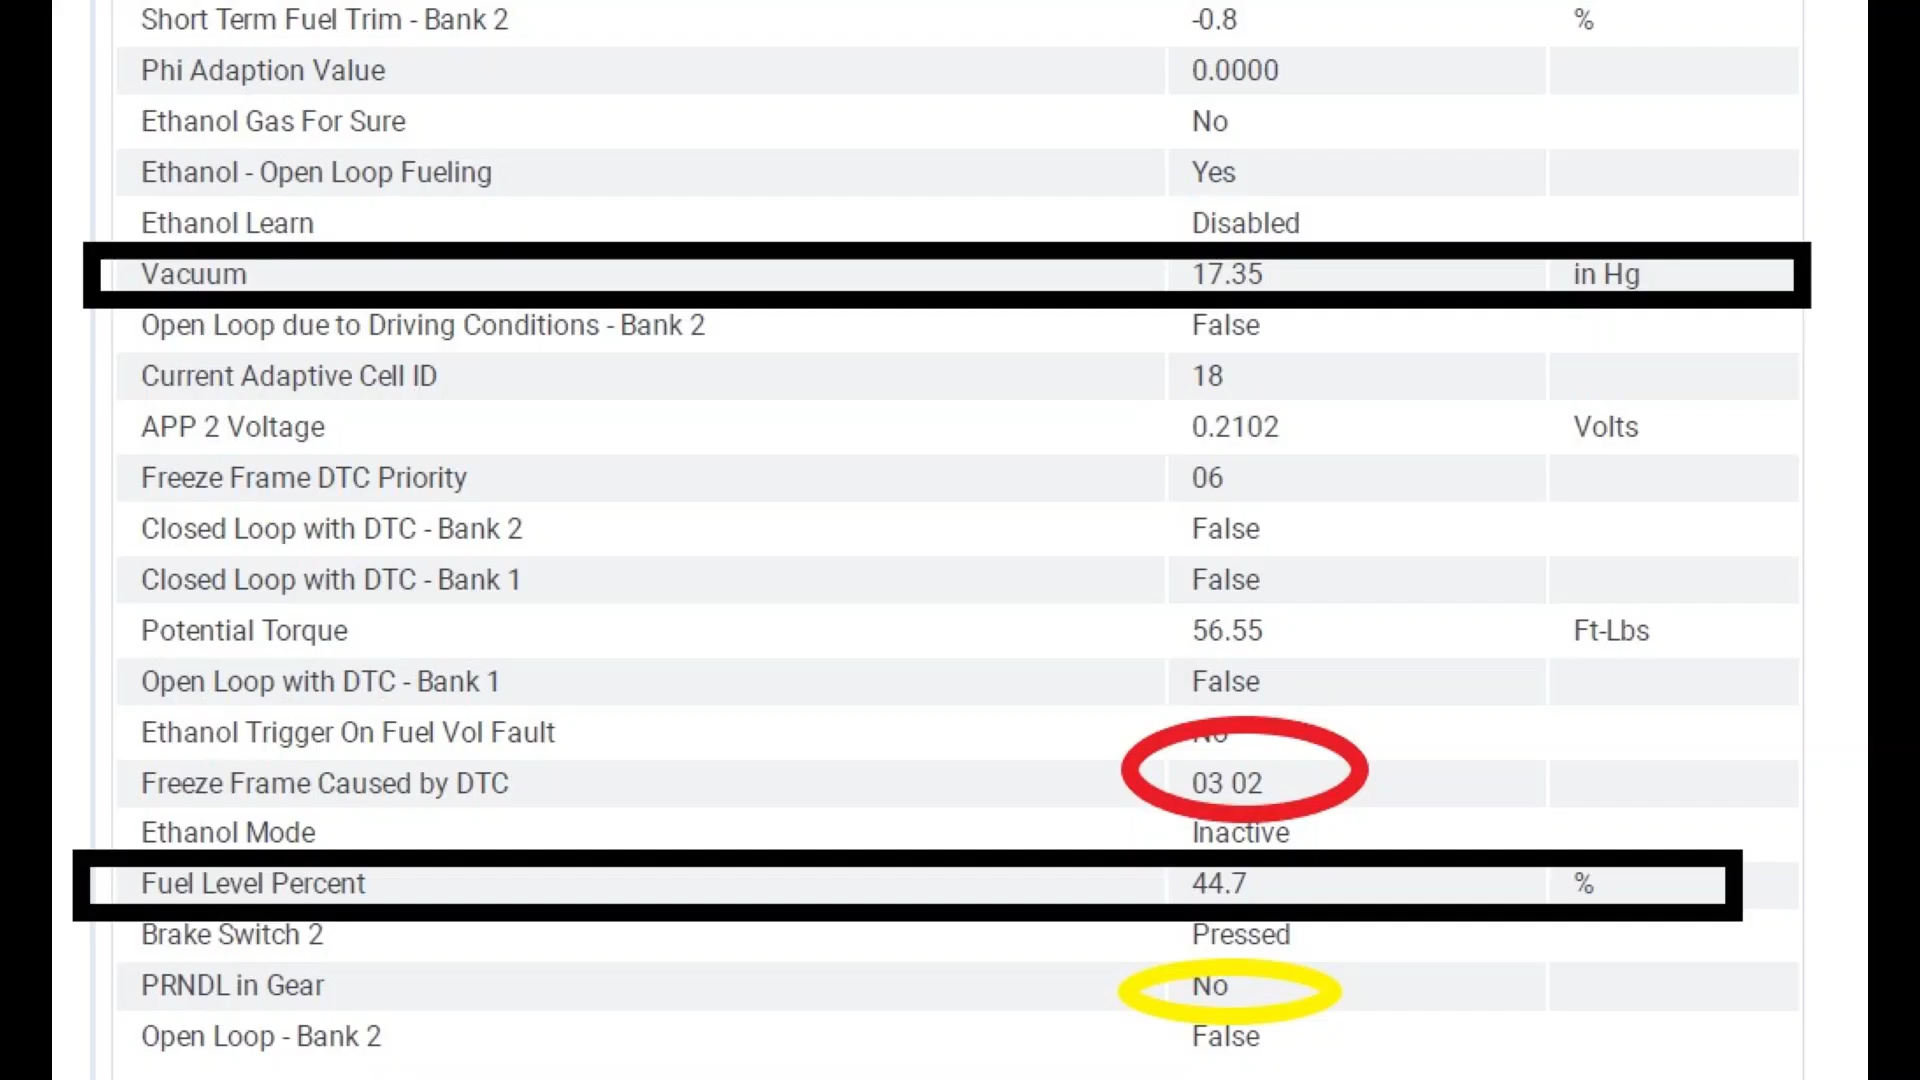 Short Term Fuel Trim - Bank 2 -0.8 %
Phi Adaption Value 0.0000
Ethanol Gas For Sure No
Ethanol - Open Loop Fueling Yes
Ethanol Learn Disabled
Vacuum 17.35 in Hg
Open Loop due to Driving Conditions - Bank 2 False
Current Adaptive Cell ID 18
APP 2 Voltage 0.2102 Volts
Freeze Frame DTC Priority 06
Closed Loop with DTC - Bank 2 False
Closed Loop with DTC - Bank 1 False
Potential Torque 56.55 Ft-Lbs
Open Loop with DTC - Bank 1 False
Ethanol Trigger On Fuel Vol Fault No
Freeze Frame Caused by DTC 03 02
Ethanol Mode Inactive
Fuel Level Percent 44.7 %
Brake Switch 2 Pressed
PRNDL in Gear No
Open Loop - Bank 2 False